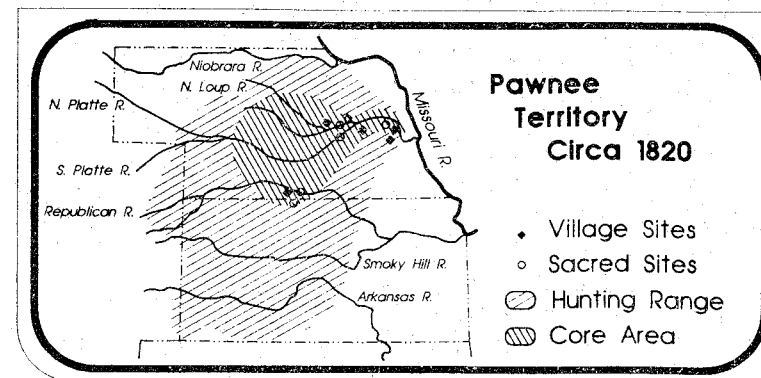 Niobrara R.
N. Loup R.
N. Platte R.
Missouri R.
S. Platte R.
Republican R.
Smoky Hill R.
Arkansas R.
Pawnee
Territory
Circa 1820
Village Sites
Sacred Sites
Hunting Range
Core Area